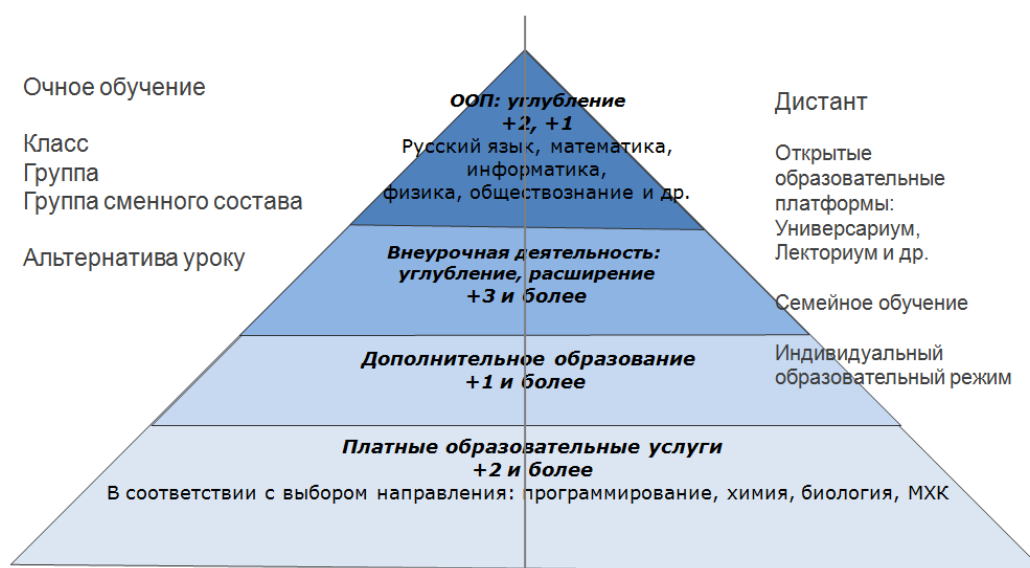 Очное обучение
Класс
Группа
Группа сменного состава
Альтернатива уроку
ООП: углубление
+2, +1
Русский язык, математика,
информатика,
физика, обществознание и др.
Внеурочная деятельность:
углубление, расширение
+3 и более
Дополнительное образование
+1 и более
Платные образовательные услуги
+2 и более
В соответствии с выбором направления: программирование, химия, биология, МХК
Дистант
Открытые
образовательные
платформы:
Универсариум,
Лекториум и др.
Семейное обучение
Индивидуальный
образовательный режим